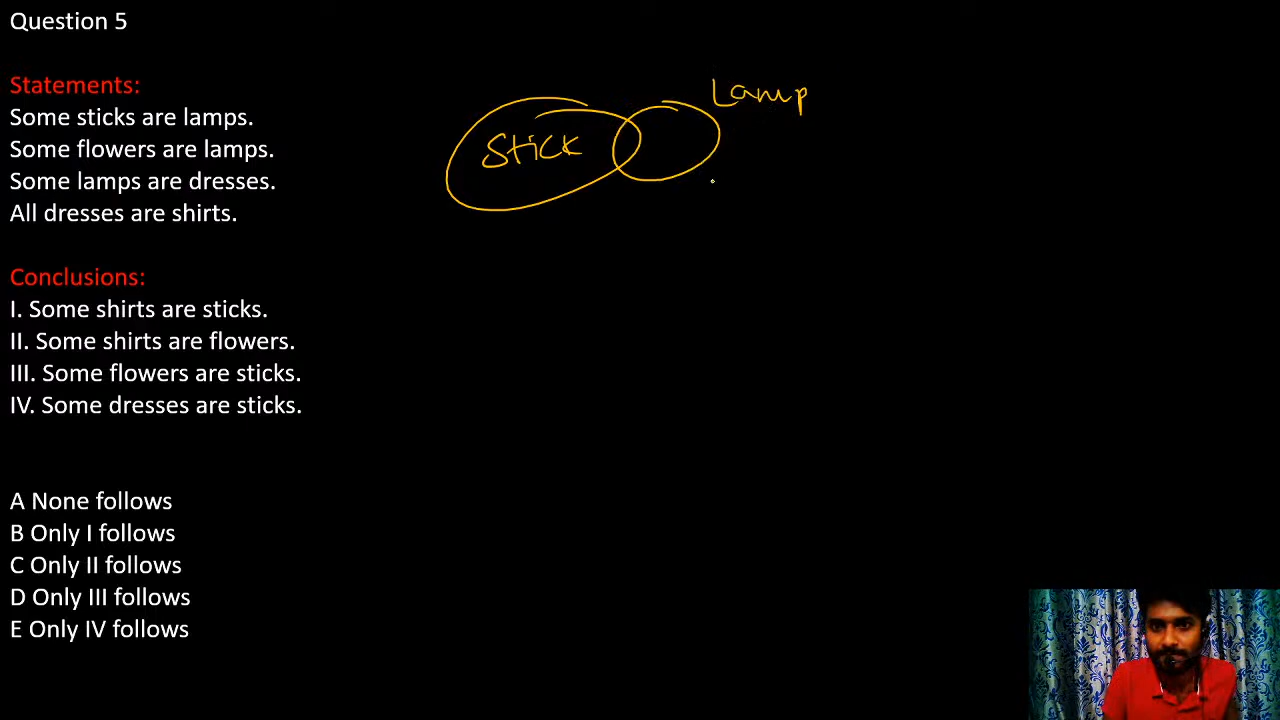 Question 5
Statements:
Some sticks are lamps.
Some flowers are lamps.
Some lamps are dresses.
All dresses are shirts.
Conclusions:
I. Some shirts are sticks.
II. Some shirts are flowers.
III. Some flowers are sticks.
IV. Some dresses are sticks.
A None follows
B Only I follows
C Only II follows
D Only III follows
E Only IV follows
Stick
Lamp